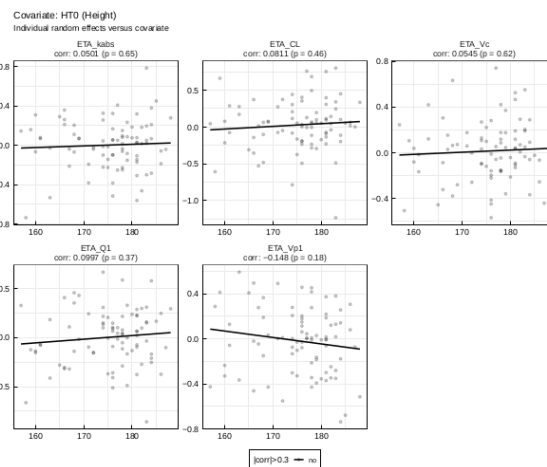 Covariate: HT0 (Height)
Individual random effects versus covariate
ETA_kabs
corr: 0.0501 (p = 0.65)
0.8
0.4
0.0
0.4
0.8
160 170 180
ETA_CL
corr: 0.0811 (p = 0.46)
0.5
0.0
−0.5
−1.0
160 170 180
ETA_Vc
corr: 0.0545 (p = 0.62)
0.8
0.4
0.0
−0.4
160 170 180
ETA_Q1
corr: 0.0997 (p = 0.37)
0.5
0.0
0.5
160 170 180
ETA_Vp1
corr: −0.148 (p = 0.18)
0.4
0.0
−0.4
−0.8
160 170 180
|corr|>0.3 no